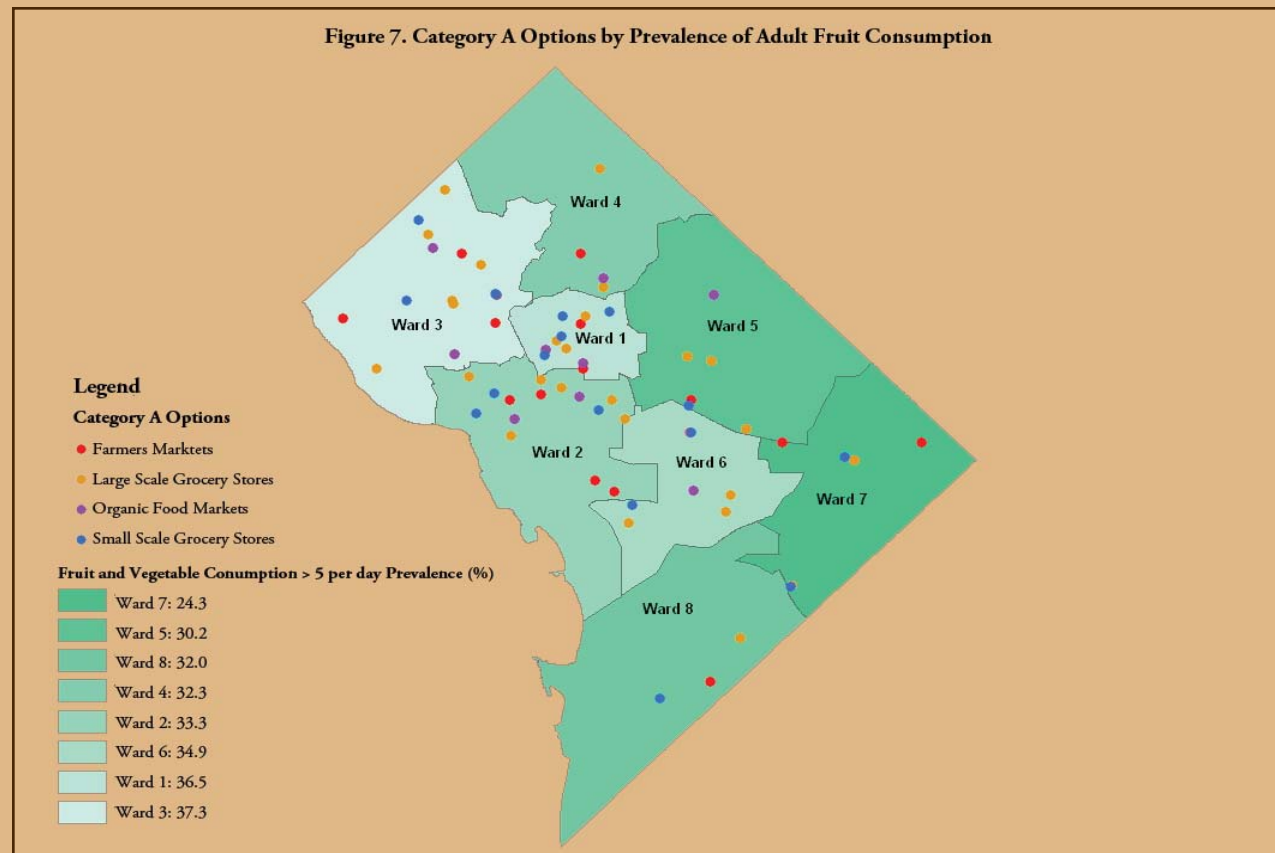 Figure 7. Category A Options by Prevalence of Adult Fruit Consumption
Ward 4
Ward 5
Ward 3
Ward 1
Ward 2
Ward 6
Ward 7
Ward 8
Legend
Category A Options
Farmers Marktets
Large Scale Grocery Stores
Organic Food Markets
Small Scale Grocery Stores
Fruit and Vegetable Conumption > 5 per day Prevalence (%)
Ward 7: 24.3
Ward 5: 30.2
Ward 8: 32.0
Ward 4: 32.3
Ward 2: 33.3
Ward 6: 34.9
Ward 1: 36.5
Ward 3: 37.3